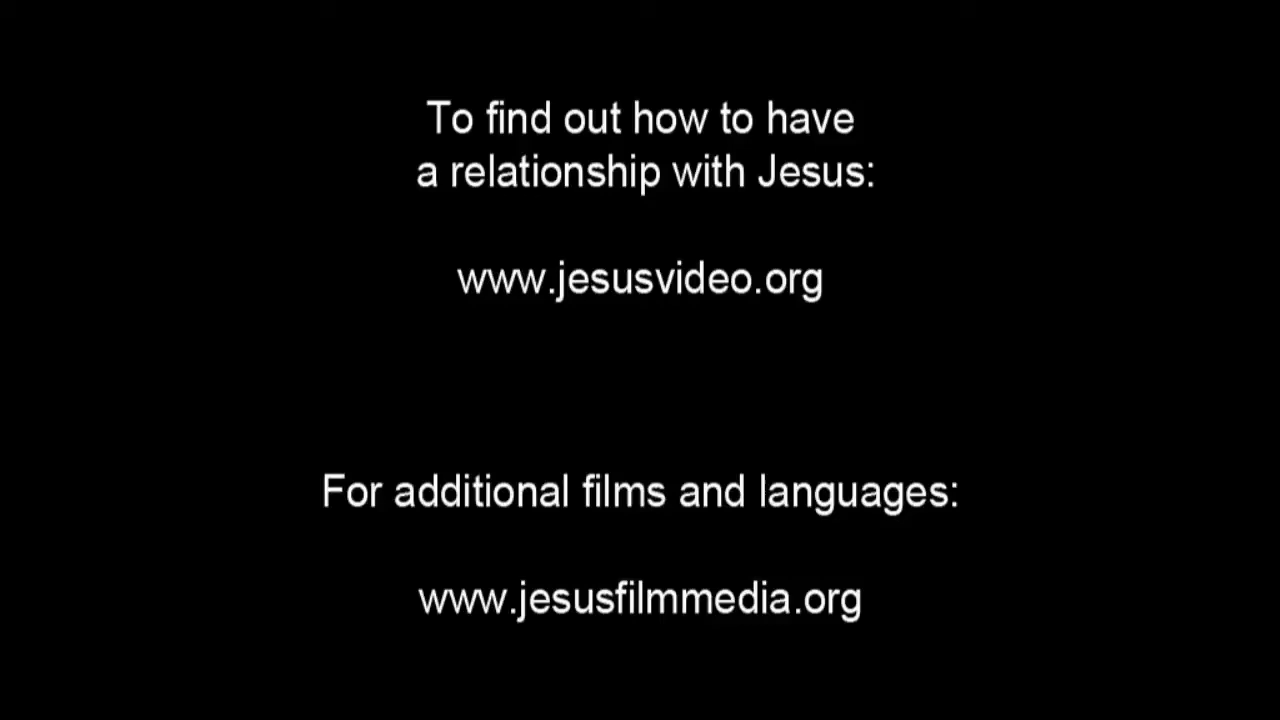 To find out how to have
a relationship with Jesus:
www.jesusvideo.org
For additional films and languages:
www.jesusfilmmedia.org